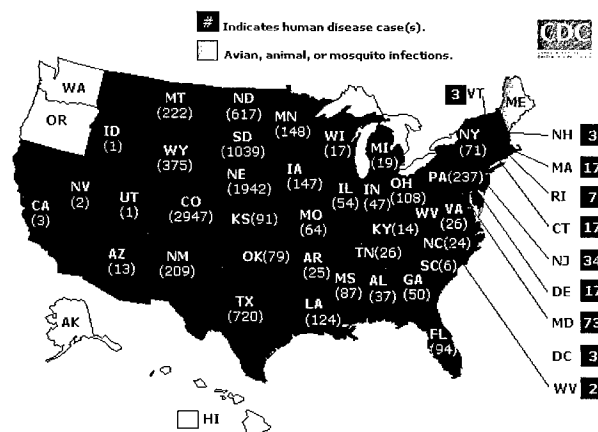 # Indicates human disease case(s).
Avian, animal, or mosquito infections.
CDC
WA
OR
ID
(1)
MT
(222)
ND
(617)
MN
(148)
WI
(17)
MI
(19)
3 VT
ME
NY
(71)
WY
(375)
SD
(1039)
NE
(1942)
IA
(147)
IL
(54)
IN
(47)
OH
(108)
PA(237)
CA
(3)
NV
(2)
UT
(1)
CO
(2947)
KS(91)
MO
(64)
KY(14)
WV
VA
(26)
AZ
(13)
NM
(209)
OK(79)
AR
(25)
TN(26)
NC(24)
SC(6)
TX
(720)
LA
(124)
MS
(87)
AL
(37)
GA
(50)
FL
(94)
AK
HI
NH 3
MA 17
RI 7
CT 17
NJ 34
DE 17
MD 73
DC 3
WV 2